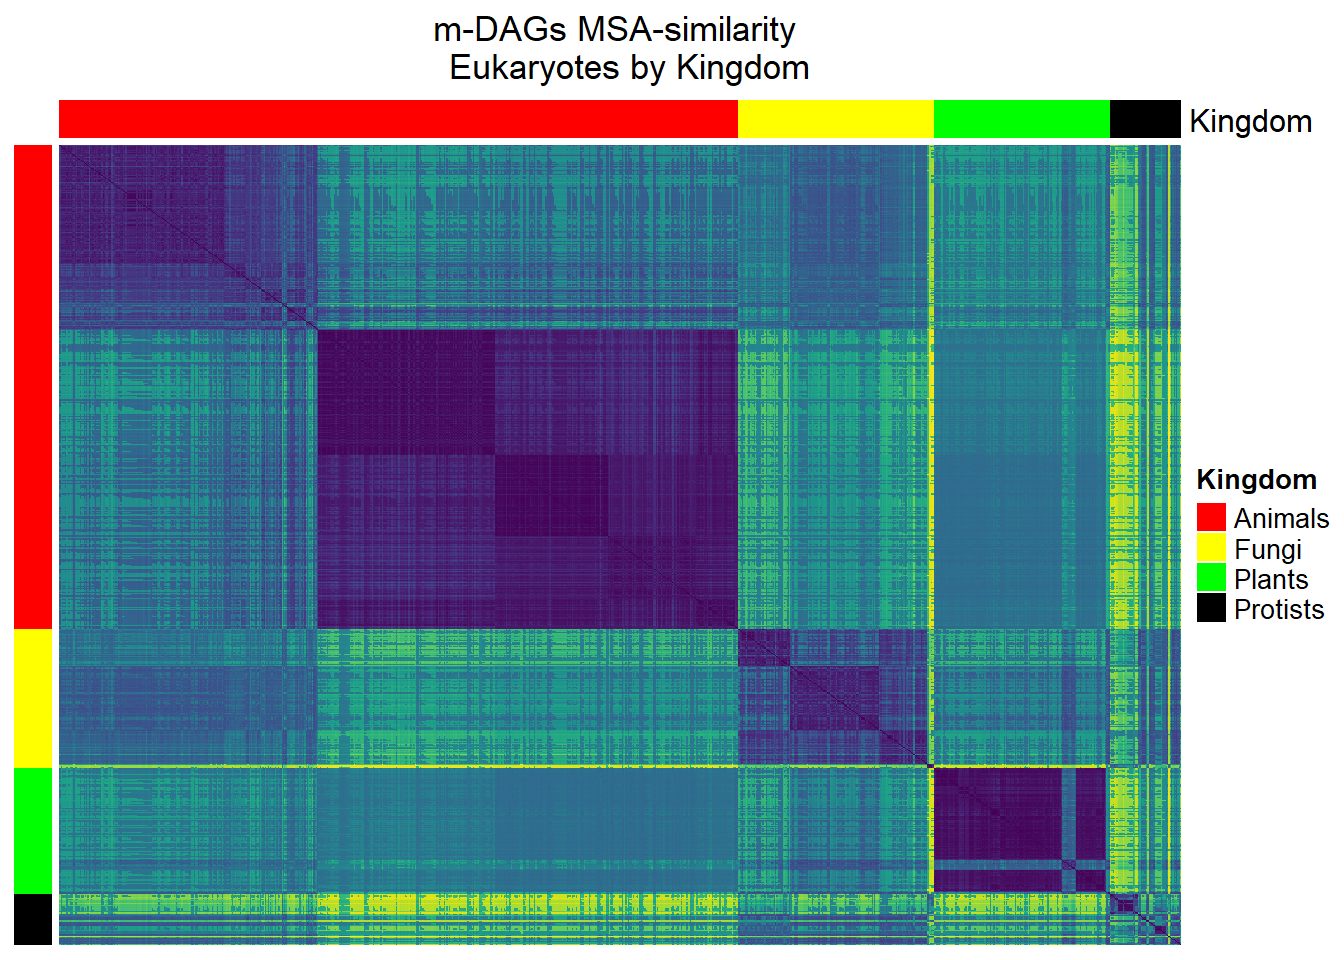 m-DAGs MSA-similarity
Eukaryotes by Kingdom
Kingdom
Kingdom
Animals
Fungi
Plants
Protists